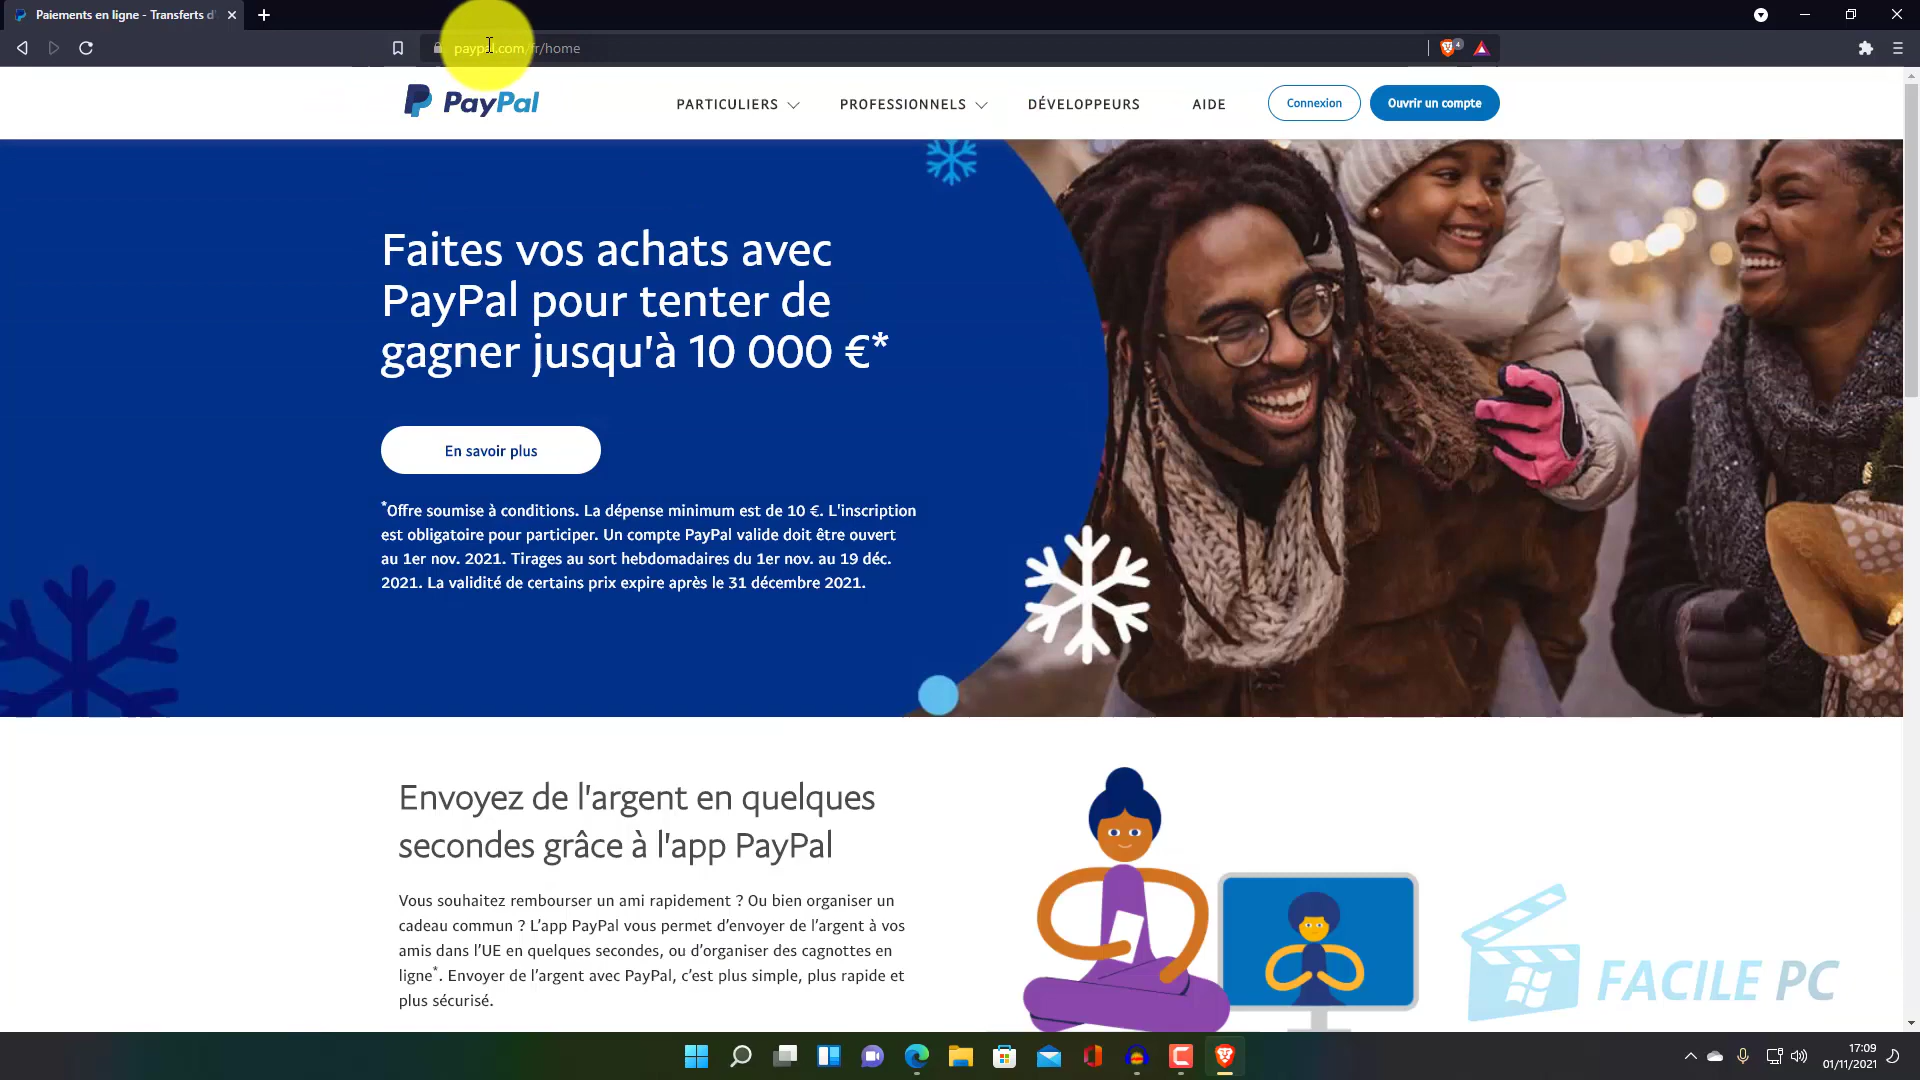 Paiements en ligne - Transferts d'
paypal.com/fr/home
4
PayPal
PARTICULIERS
PROFESSIONNELS
DÉVELOPPEURS
AIDE
Connexion
Ouvrir un compte
Faites vos achats avec
PayPal pour tenter de
gagner jusqu'à 10 000 €*
En savoir plus
*Offre soumise à conditions. La dépense minimum est de 10 €. L'inscription
est obligatoire pour participer. Un compte PayPal valide doit être ouvert
au 1er nov. 2021. Tirages au sort hebdomadaires du 1er nov. au 19 déc.
2021. La validité de certains prix expire après le 31 décembre 2021.
Envoyez de l'argent en quelques
secondes grâce à l'app PayPal
Vous souhaitez rembourser un ami rapidement ? Ou bien organiser un
cadeau commun ? L’app PayPal vous permet d’envoyer de l’argent à vos
amis dans l’UE en quelques secondes, ou d’organiser des cagnottes en
ligne*. Envoyer de l’argent avec PayPal, c’est plus simple, plus rapide et
plus sécurisé.
FACILE PC
17:09
01/11/2021